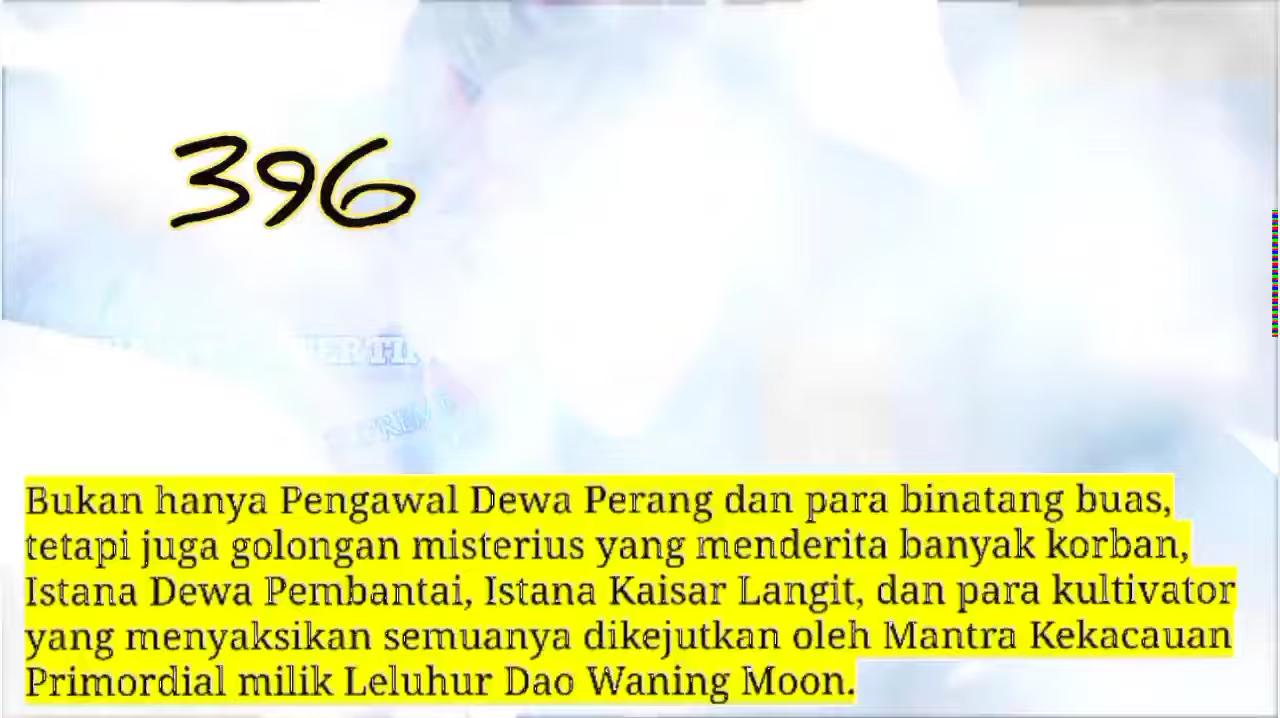 396
Bukan hanya Pengawal Dewa Perang dan para binatang buas,
tetapi juga golongan misterius yang menderita banyak korban,
Istana Dewa Pembantai, Istana Kaisar Langit, dan para kultivator
yang menyaksikan semuanya dikejutkan oleh Mantra Kekacauan
Primordial milik Leluhur Dao Waning Moon.